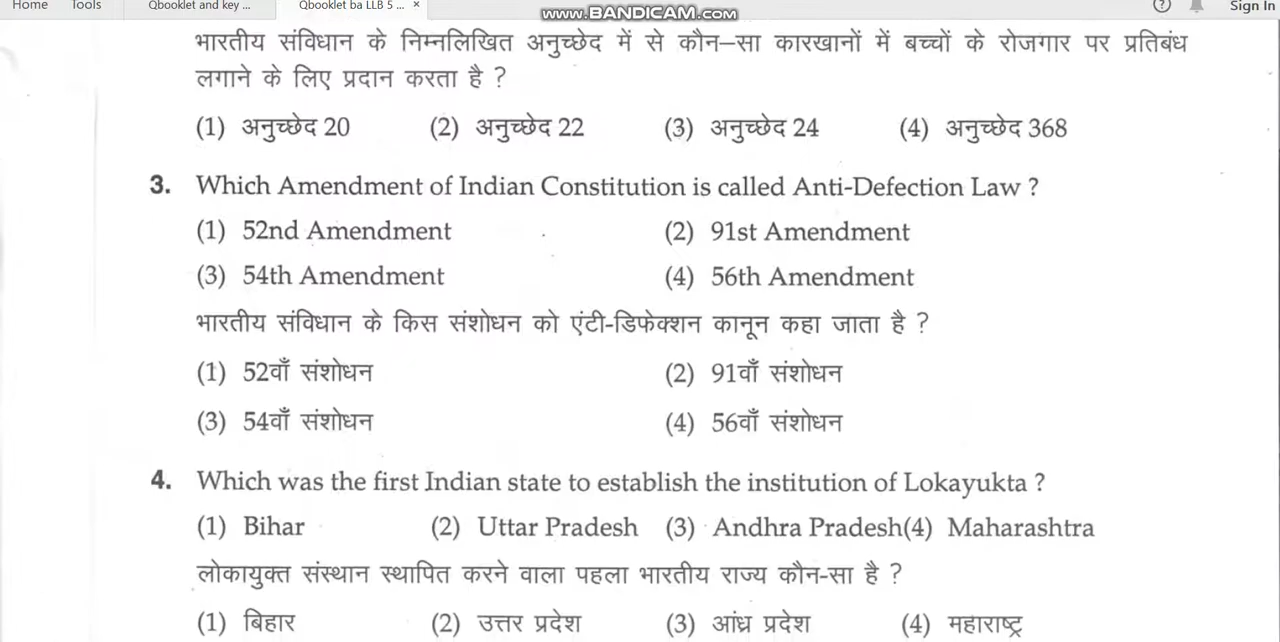 Home Tools Qbooklet and key ... Qbooklet ba LLB 5 ... × www.BANDICAM.com ? Sign In
भारतीय संविधान के निम्नलिखित अनुच्छेद में से कौन–सा कारखानों में बच्चों के रोजगार पर प्रतिबंध
लगाने के लिए प्रदान करता है ?
(1) अनुच्छेद 20 (2) अनुच्छेद 22 (3) अनुच्छेद 24 (4) अनुच्छेद 368
3. Which Amendment of Indian Constitution is called Anti-Defection Law ?
(1) 52nd Amendment (2) 91st Amendment
(3) 54th Amendment (4) 56th Amendment
भारतीय संविधान के किस संशोधन को एंटी-डिफेक्शन कानून कहा जाता है ?
(1) 52वाँ संशोधन (2) 91वाँ संशोधन
(3) 54वाँ संशोधन (4) 56वाँ संशोधन
4. Which was the first Indian state to establish the institution of Lokayukta ?
(1) Bihar (2) Uttar Pradesh (3) Andhra Pradesh(4) Maharashtra
लोकायुक्त संस्थान स्थापित करने वाला पहला भारतीय राज्य कौन-सा है ?
(1) बिहार (2) उत्तर प्रदेश (3) आंध्र प्रदेश (4) महाराष्ट्र